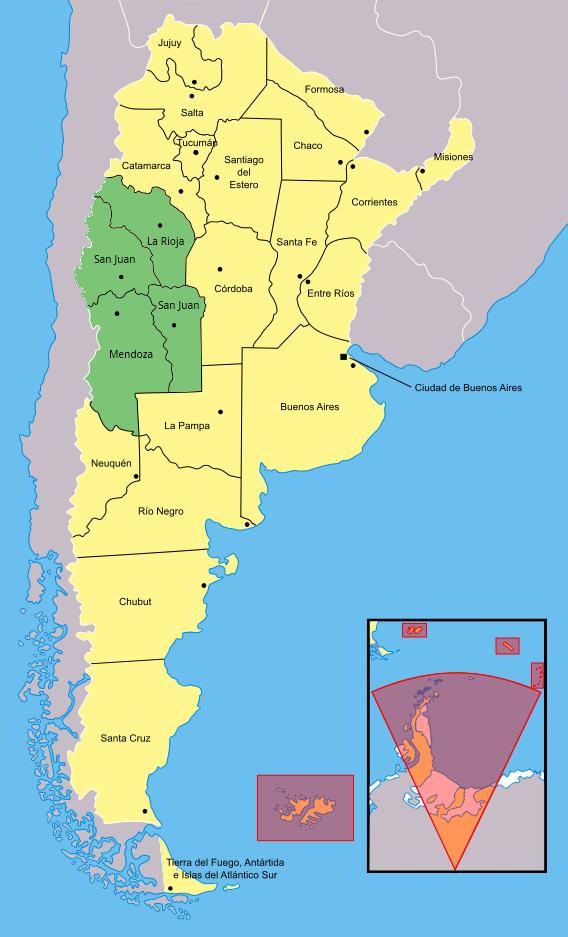 Jujuy
Formosa
Salta
Tucumán
Chaco
Misiones
Catamarca
Santiago
del
Estero
Corrientes
La Rioja
Santa Fe
San Juan
Córdoba
Entre Ríos
San Juan
Mendoza
Ciudad de Buenos Aires
Buenos Aires
La Pampa
Neuquén
Río Negro
Chubut
Santa Cruz
Tierra del Fuego, Antártida
e Islas del Atlántico Sur